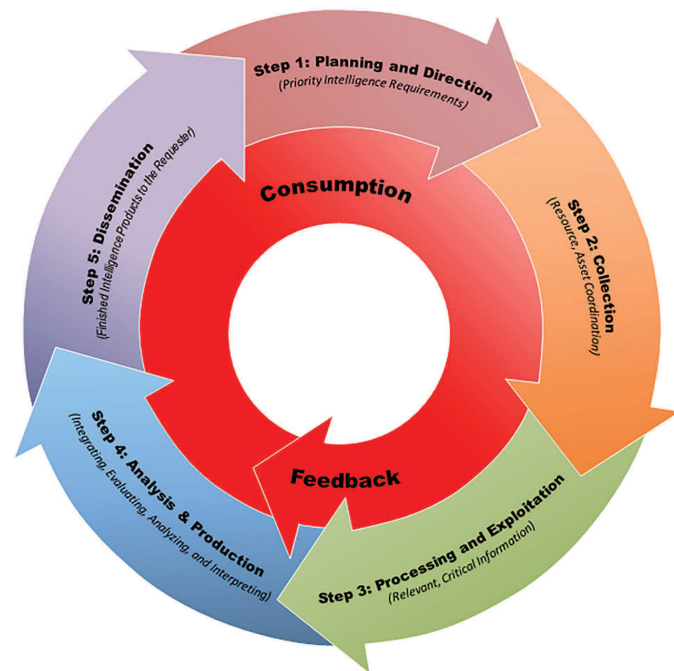 Step 1: Planning and Direction
(Priority Intelligence Requirements)
Step 2: Collection
(Resource, Asset Coordination)
Step 3: Processing and Exploitation
(Relevant, Critical Information)
Step 4: Analysis & Production
(Integrating, Evaluating, Analyzing, and Interpreting)
Step 5: Dissemination
(Finished Intelligence Products to the Requester)
Consumption
Feedback